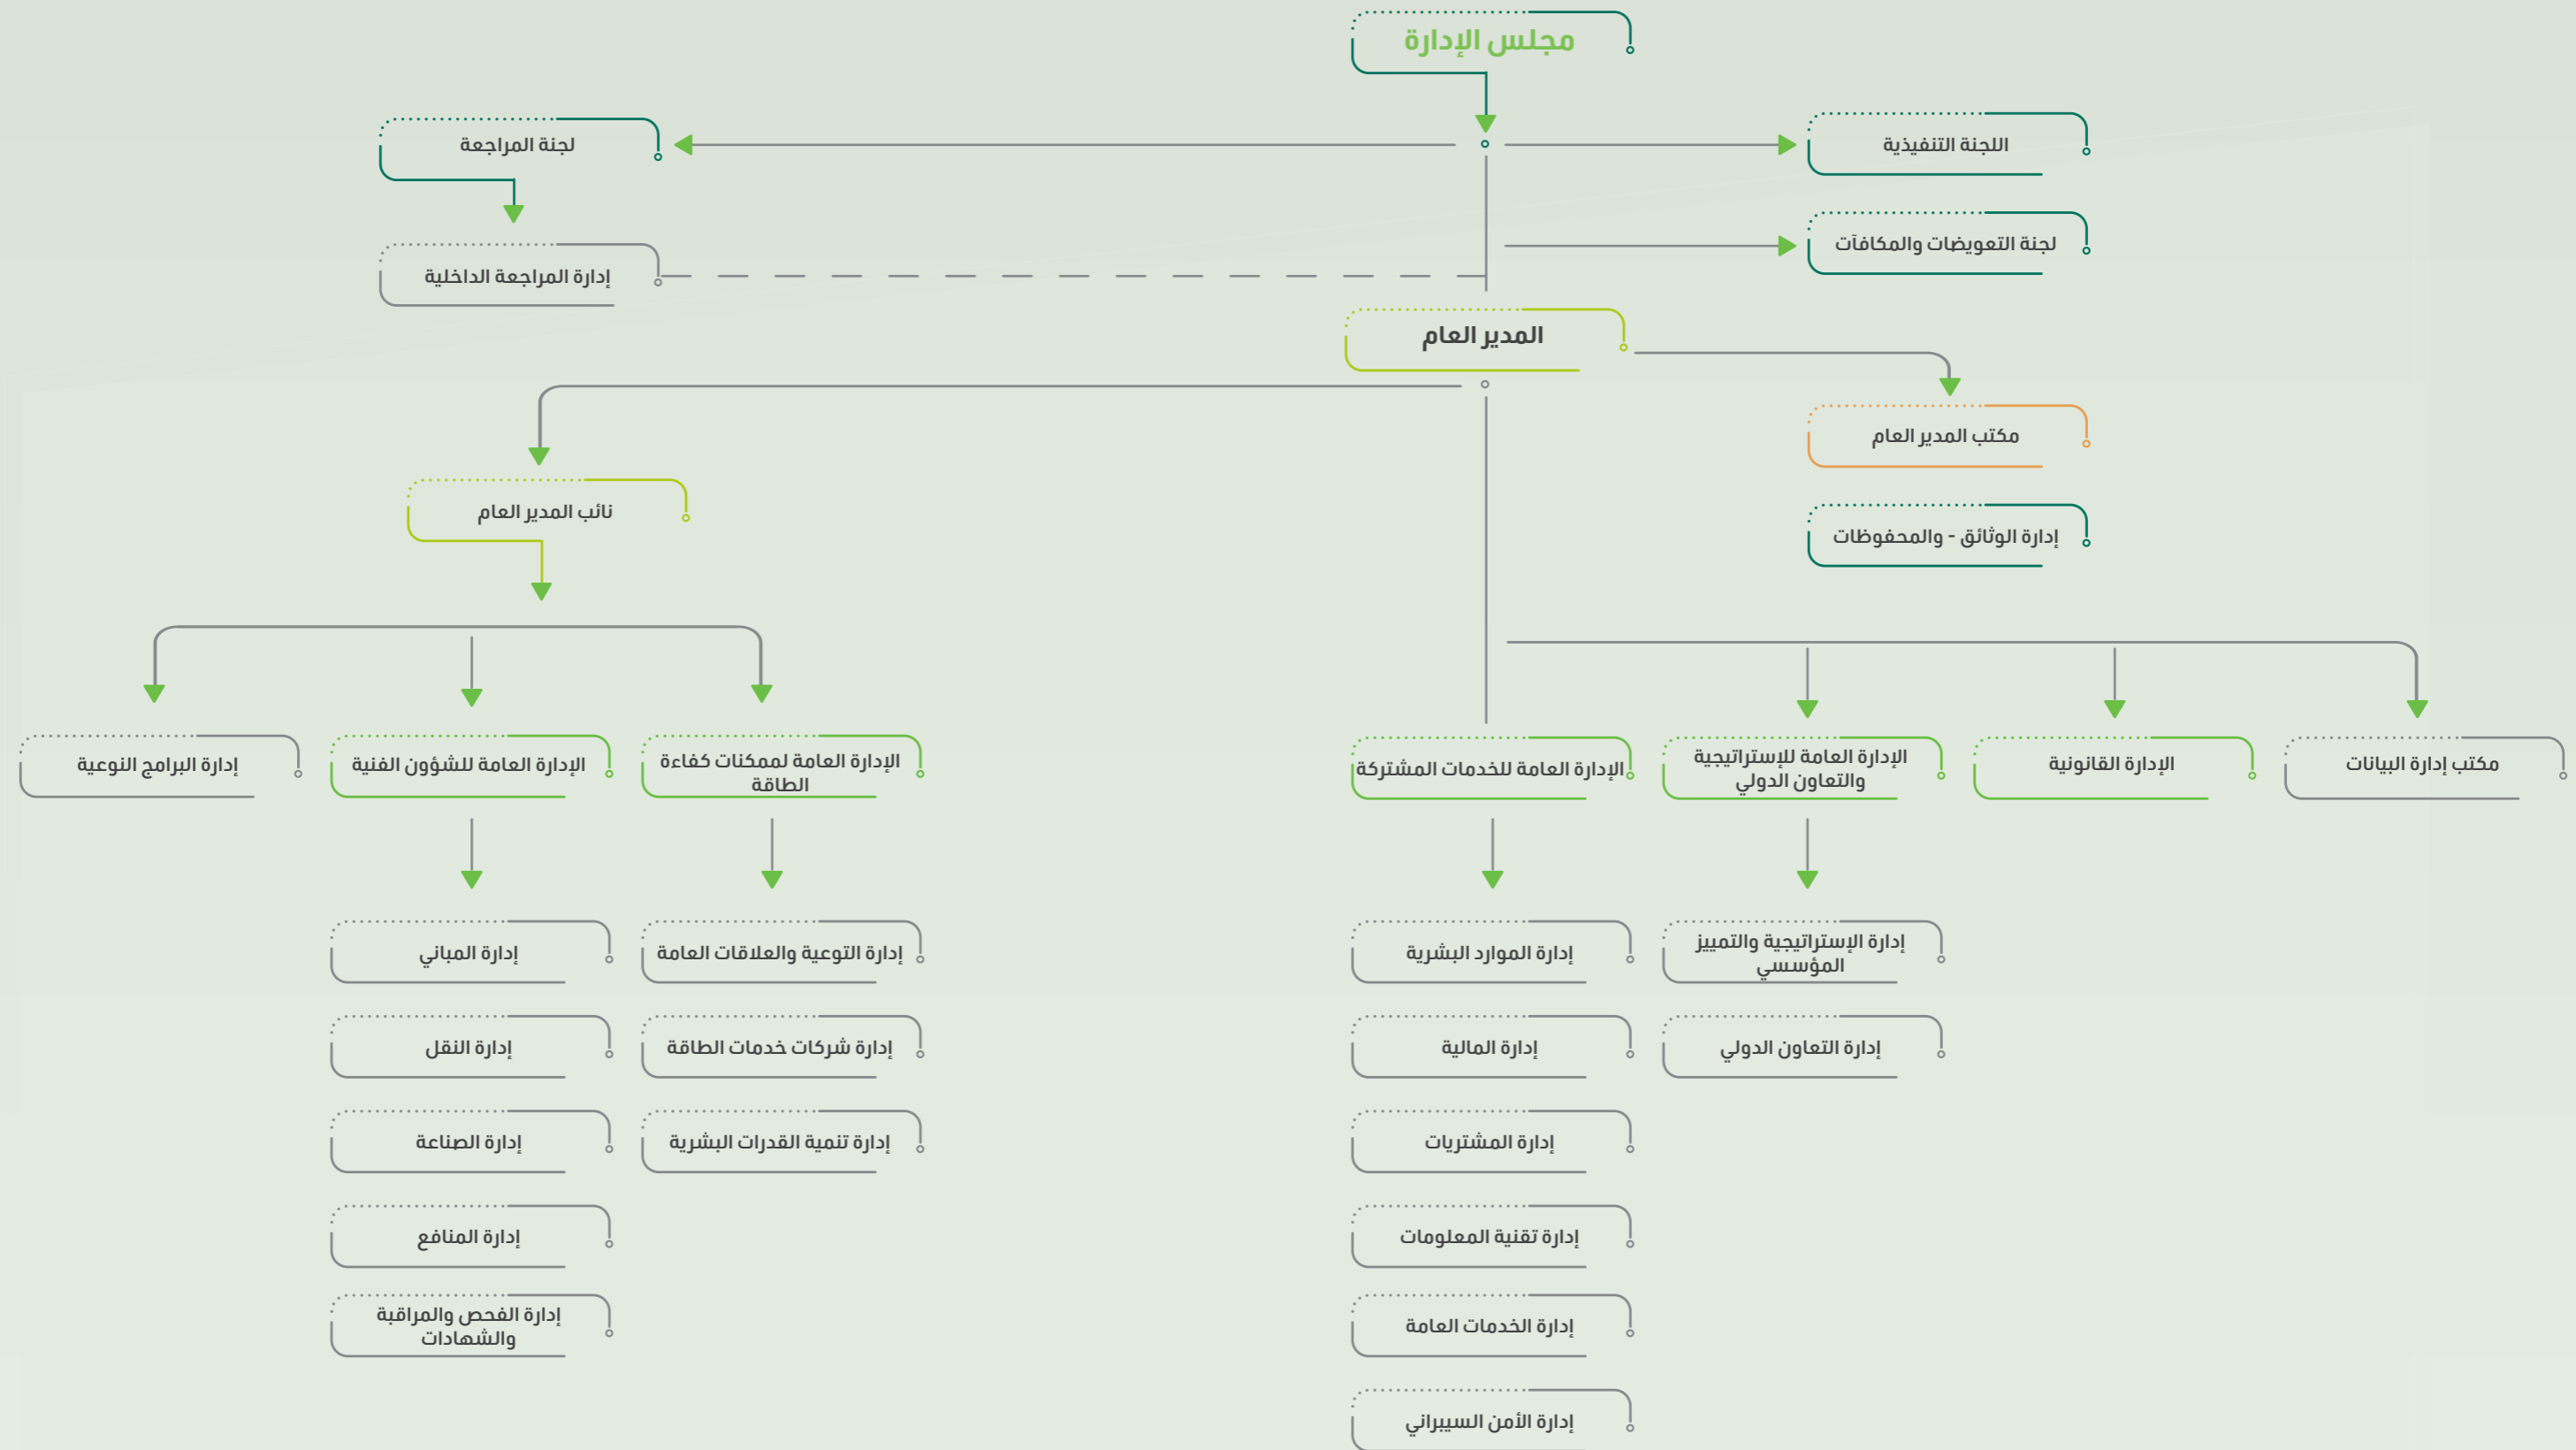 مجلس الإدارة
اللجنة التنفيذية
لجنة المراجعة
لجنة التعويضات والمكافآت
إدارة المراجعة الداخلية
المدير العام
مكتب المدير العام
نائب المدير العام
إدارة الوثائق - والمحفوظات
مكتب إدارة البيانات
الإدارة القانونية
الإدارة العامة للإستراتيجية
والتعاون الدولي
الإدارة العامة للخدمات المشتركة
الإدارة العامة لممكنات كفاءة
الطاقة
الإدارة العامة للشؤون الفنية
إدارة البرامج النوعية
إدارة الإستراتيجية والتمييز
المؤسسي
إدارة الموارد البشرية
إدارة التوعية والعلاقات العامة
إدارة المباني
إدارة التعاون الدولي
إدارة المالية
إدارة شركات خدمات الطاقة
إدارة النقل
إدارة المشتريات
إدارة تنمية القدرات البشرية
إدارة الصناعة
إدارة تقنية المعلومات
إدارة المنافع
إدارة الخدمات العامة
إدارة الفحص والمراقبة
والشهادات
إدارة الأمن السيبراني